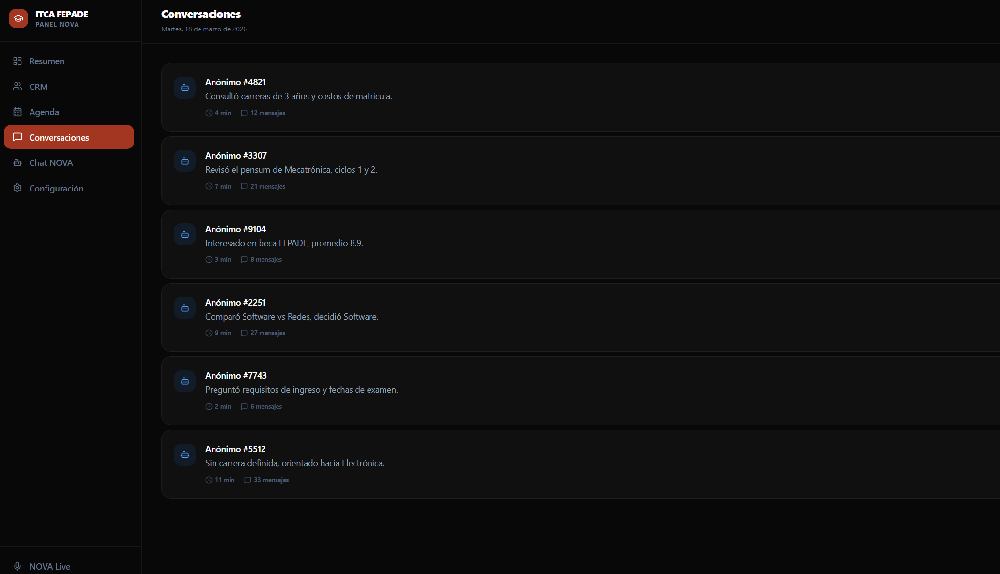 ITCA FEPADE
PANEL NOVA
Resumen
CRM
Agenda
Conversaciones
Chat NOVA
Configuración
NOVA Live
Conversaciones
Martes, 18 de marzo de 2026
Anónimo #4821
Consultó carreras de 3 años y costos de matrícula.
4 min 12 mensajes
Anónimo #3307
Revisó el pensum de Mecatrónica, ciclos 1 y 2.
7 min 21 mensajes
Anónimo #9104
Interesado en beca FEPADE, promedio 8.9.
3 min 8 mensajes
Anónimo #2251
Comparó Software vs Redes, decidió Software.
9 min 27 mensajes
Anónimo #7743
Preguntó requisitos de ingreso y fechas de examen.
2 min 6 mensajes
Anónimo #5512
Sin carrera definida, orientado hacia Electrónica.
11 min 33 mensajes